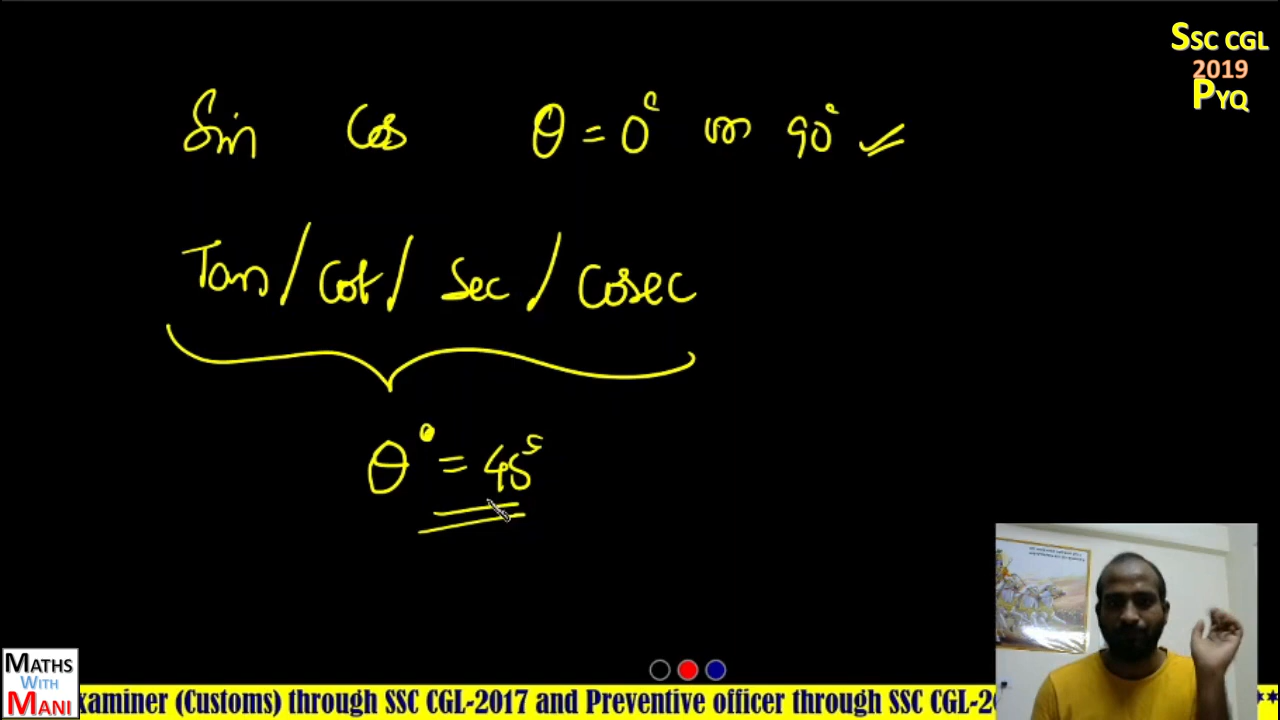 SSC CGL
2019
PYQ
Sin Cos θ = 0° or 90°
Tan / Cot / Sec / Cosec
θ° = 45°
MATHS
WITH
MANI
xaminer (Customs) through SSC CGL-2017 and Preventive officer through SSC CGL-2
**